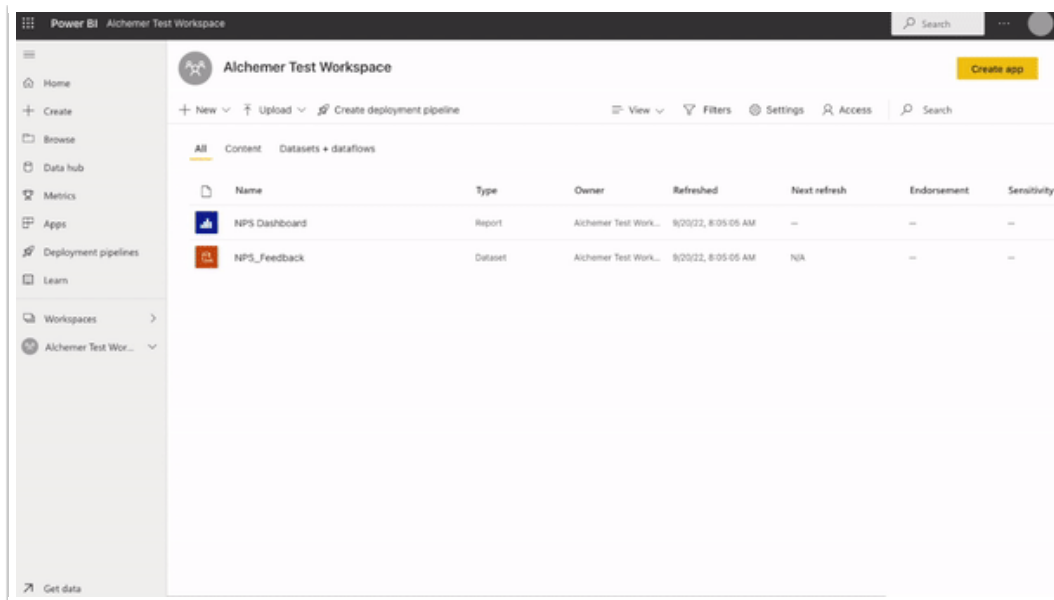 Power BI Alchemer Test Workspace Search ...
Home
Create
Browse
Data hub
Metrics
Apps
Deployment pipelines
Learn
Workspaces
Alchemer Test Wor...
Get data
Alchemer Test Workspace
Create app
New Upload Create deployment pipeline View Filters Settings Access Search
All Content Datasets + dataflows
Name Type Owner Refreshed Next refresh Endorsement Sensitivity
NPS Dashboard Report Alchemer Test Work... 9/20/22, 8:05:05 AM — — —
NPS_Feedback Dataset Alchemer Test Work... 9/20/22, 8:05:05 AM N/A — —